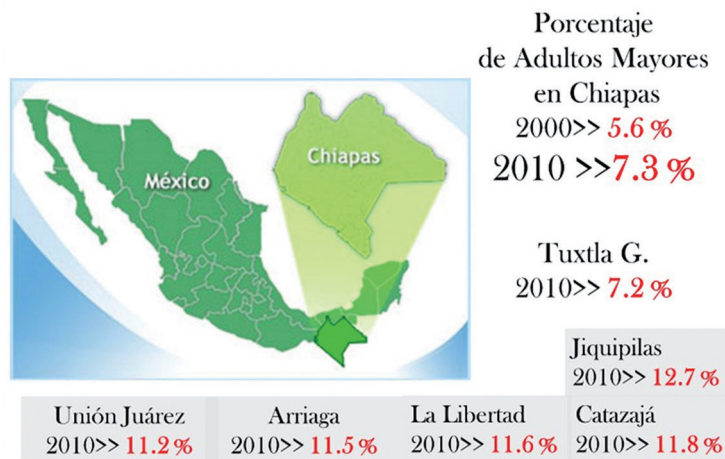 Porcentaje
de Adultos Mayores
en Chiapas
2000>> 5.6 %
2010 >>7.3 %
Chiapas
México
Tuxtla G.
2010>> 7.2 %
Jiquipilas
2010>> 12.7 %
Unión Juárez
2010>> 11.2 %
Arriaga
2010>> 11.5 %
La Libertad
2010>> 11.6 %
Catazajá
2010>> 11.8 %